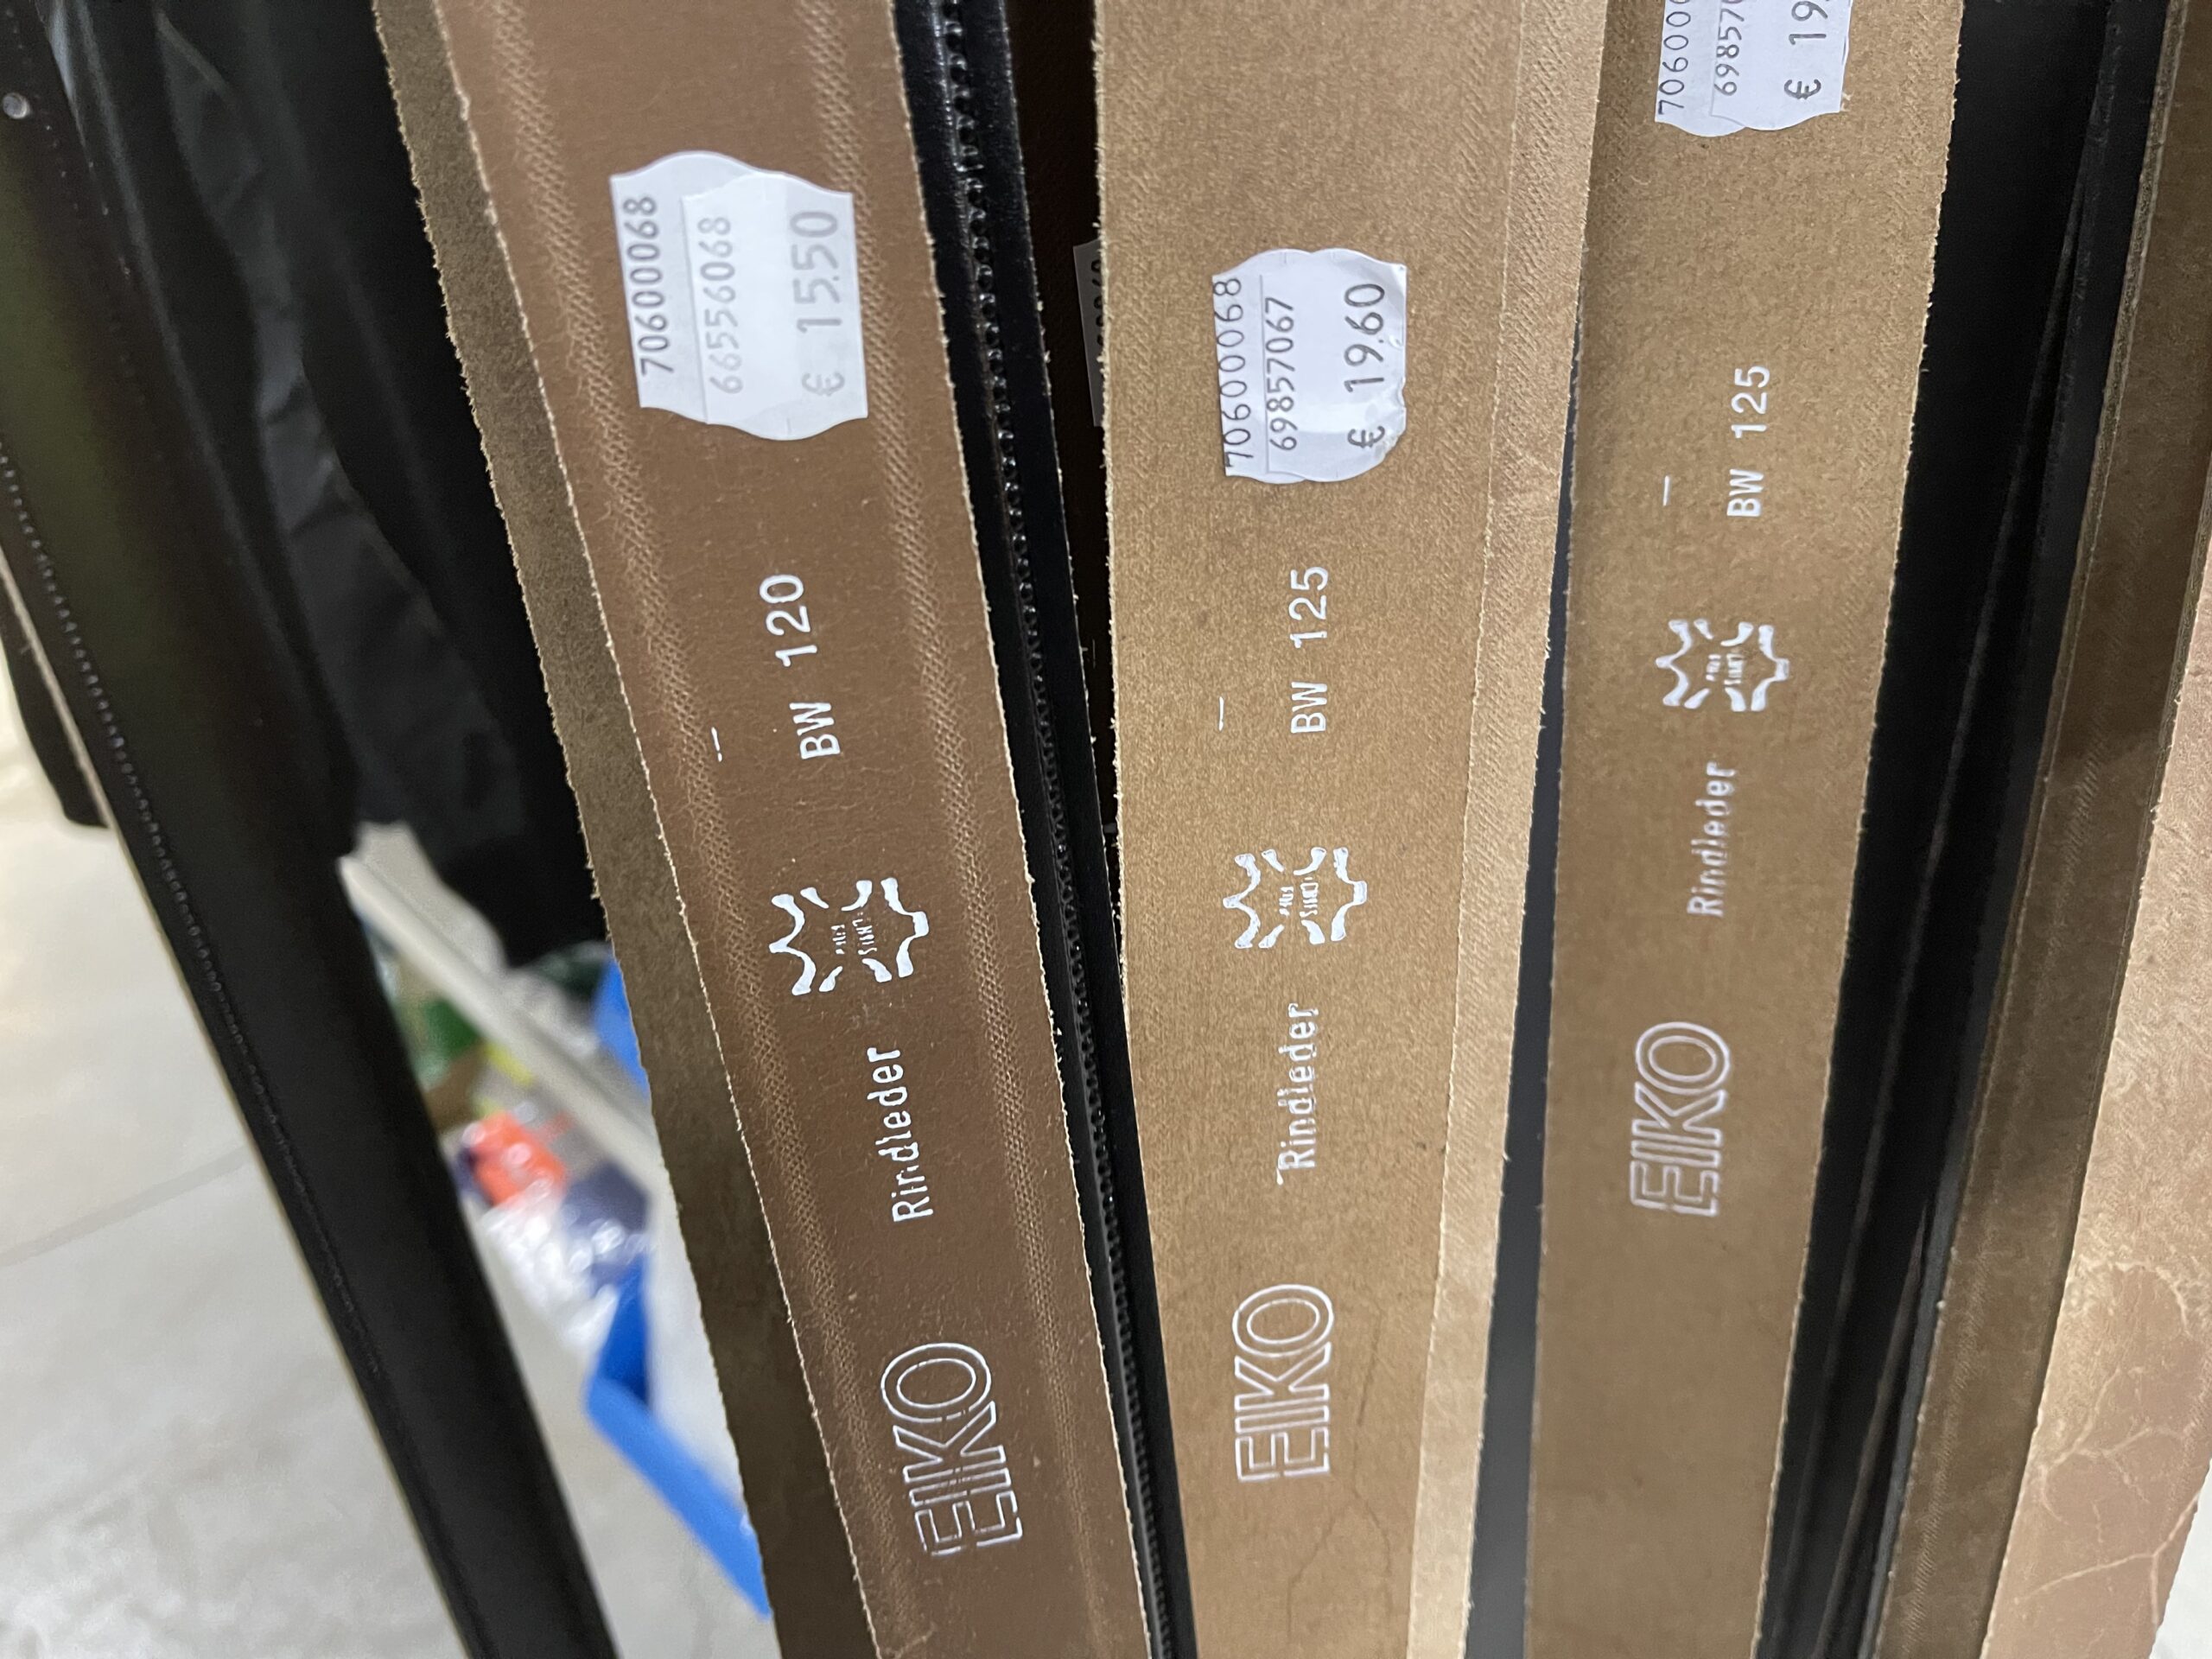 70600068
66556068
€ 15.50
BW 120
Rindleder
EIKO
70600068
69857067
€ 19.60
BW 125
Rindleder
EIKO
€ 19
BW 125
Rindleder
EIKO